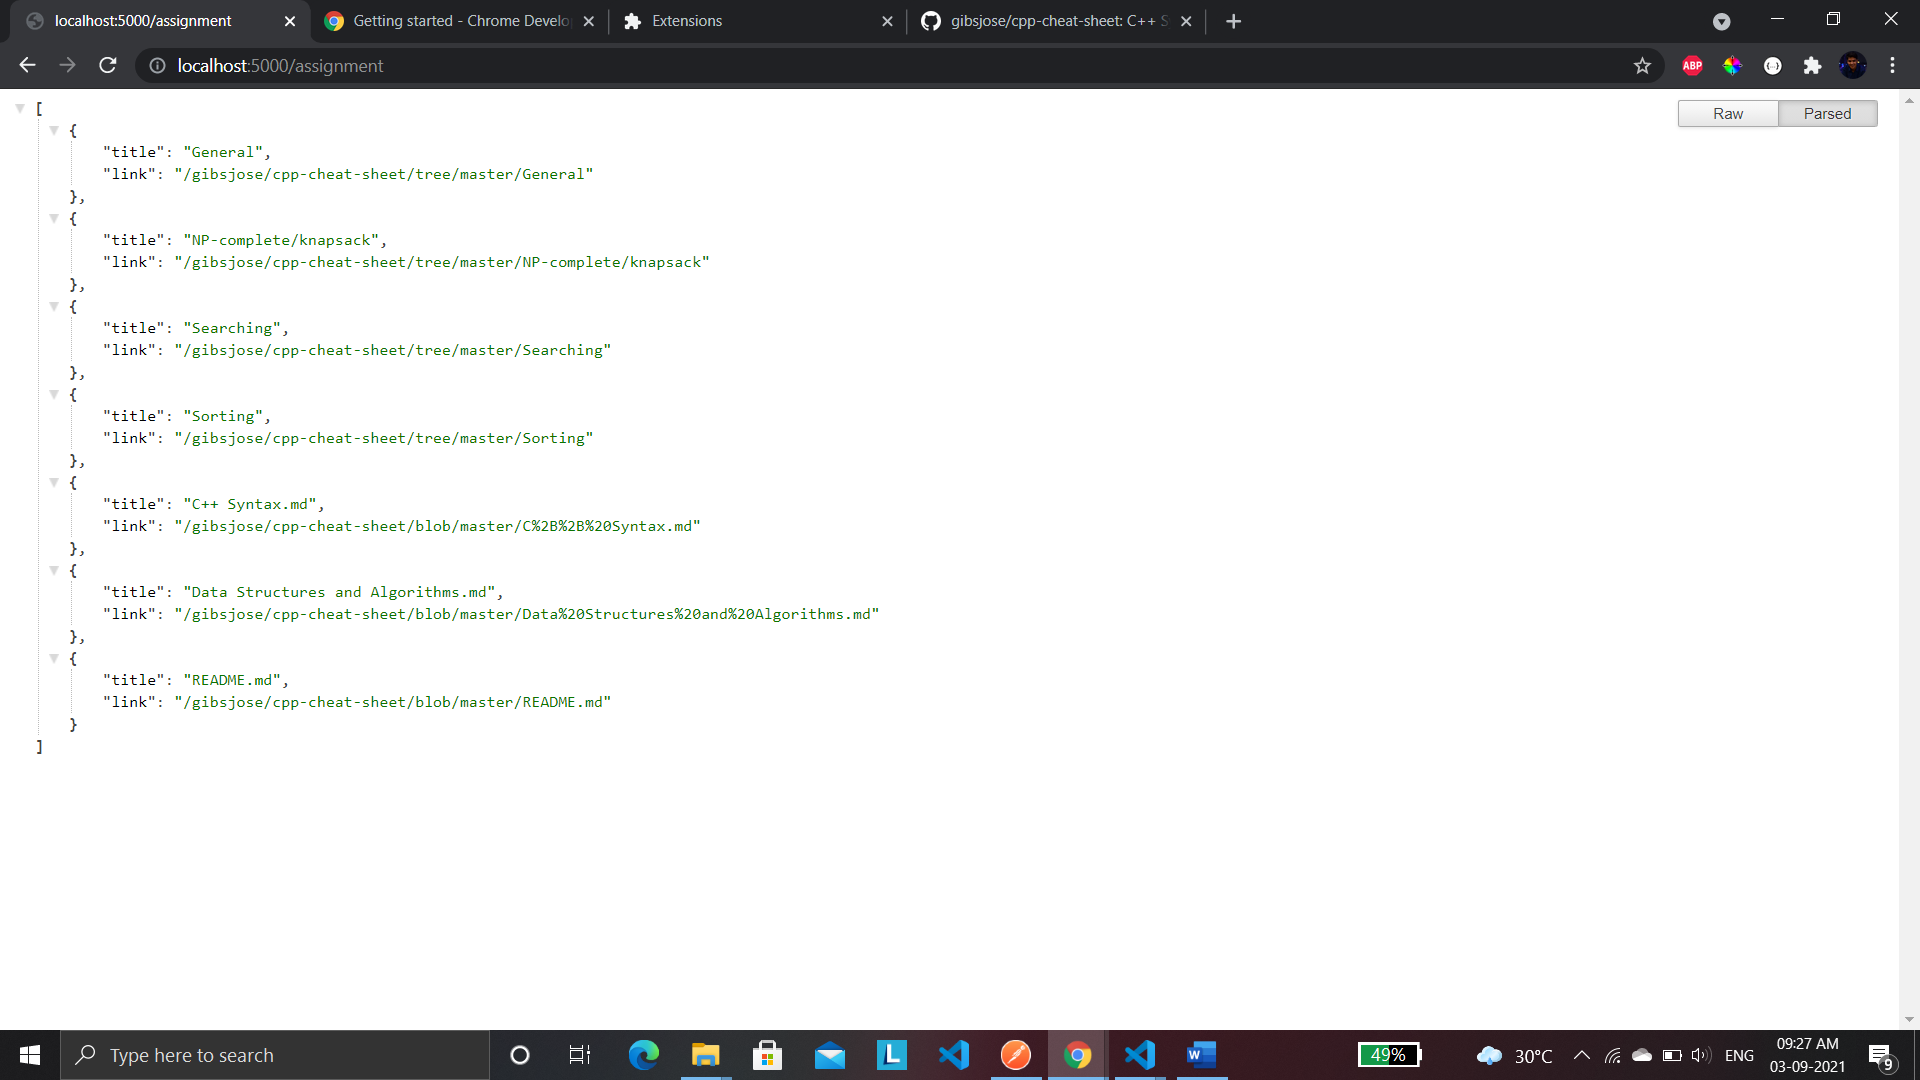 localhost:5000/assignment
Getting started - Chrome Develo
Extensions
gibsjose/cpp-cheat-sheet: C++ S
localhost:5000/assignment
ABP
Raw
Parsed
[
{
"title": "General",
"link": "/gibsjose/cpp-cheat-sheet/tree/master/General"
},
{
"title": "NP-complete/knapsack",
"link": "/gibsjose/cpp-cheat-sheet/tree/master/NP-complete/knapsack"
},
{
"title": "Searching",
"link": "/gibsjose/cpp-cheat-sheet/tree/master/Searching"
},
{
"title": "Sorting",
"link": "/gibsjose/cpp-cheat-sheet/tree/master/Sorting"
},
{
"title": "C++ Syntax.md",
"link": "/gibsjose/cpp-cheat-sheet/blob/master/C%2B%2B%20Syntax.md"
},
{
"title": "Data Structures and Algorithms.md",
"link": "/gibsjose/cpp-cheat-sheet/blob/master/Data%20Structures%20and%20Algorithms.md"
},
{
"title": "README.md",
"link": "/gibsjose/cpp-cheat-sheet/blob/master/README.md"
}
]
Type here to search
L
W
49%
30°C
ENG
09:27 AM
03-09-2021
9